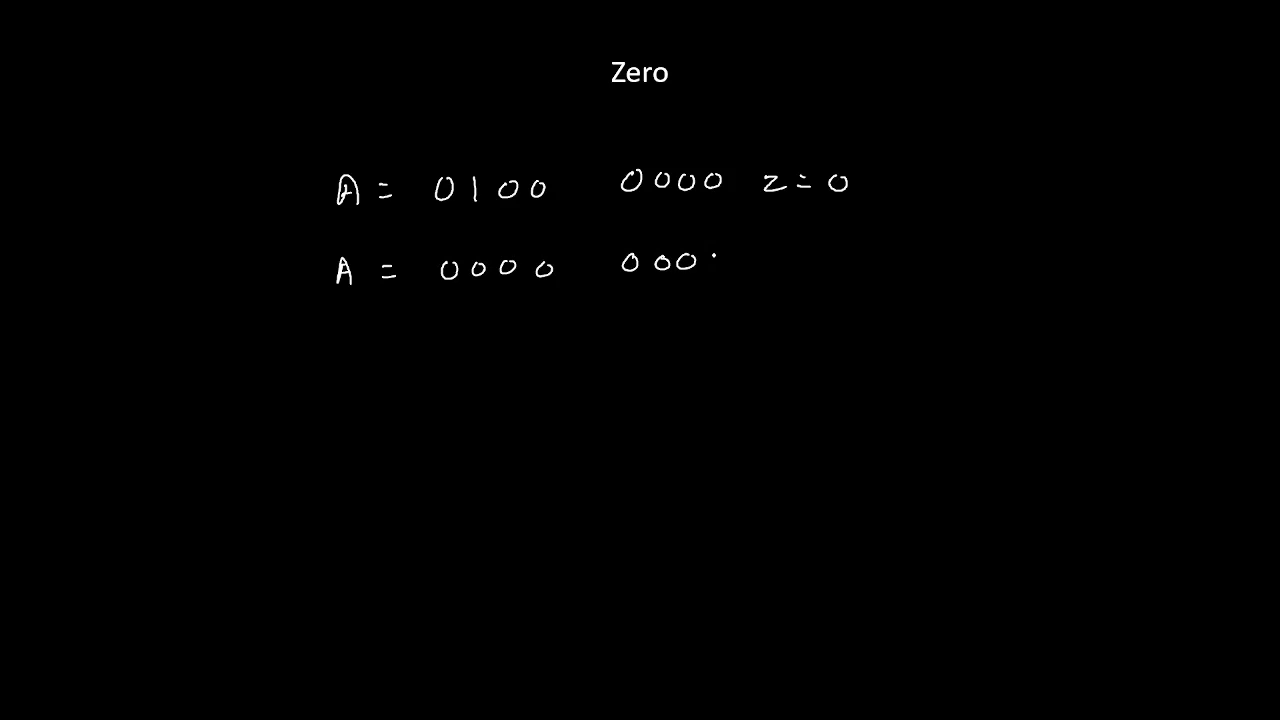 Zero
A = 0100 0000 z = 0
A = 0000 000